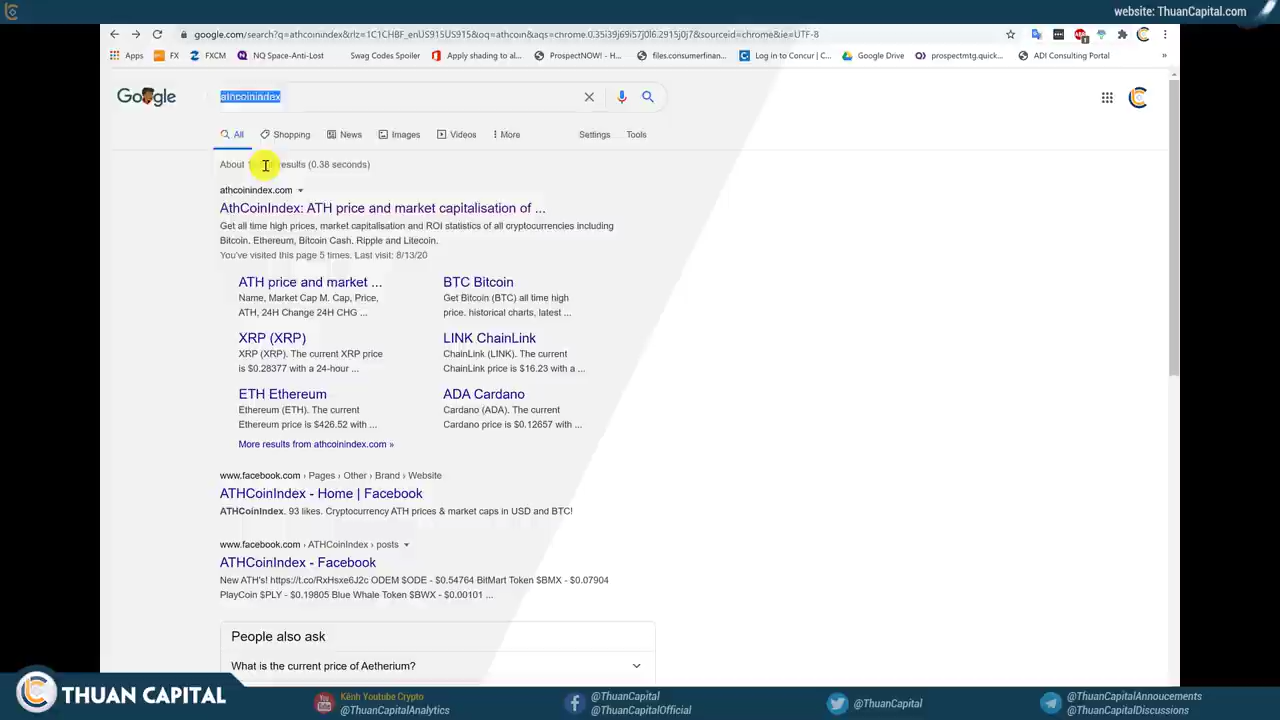 website: ThuanCapital.com
google.com/search?q=athcoinindex&rlz=1C1CHBF_enUS915US915&oq=athcoin&aqs=chrome.0.35i39j69i57j0l6.2915j0j7&sourceid=chrome&ie=UTF-8
Apps FX FXCM NQ Space-Anti-Lost Swag Codes Spoiler Apply shading to al... ProspectNOW! - H... files.consumerfinan... Log in to Concur | C... Google Drive prospectmtg.quick... ADI Consulting Portal »
Google athcoinindex
All Shopping News Images Videos More Settings Tools
About results (0.38 seconds)
athcoinindex.com
AthCoinIndex: ATH price and market capitalisation of ...
Get all time high prices, market capitalisation and ROI statistics of all cryptocurrencies including
Bitcoin, Ethereum, Bitcoin Cash, Ripple and Litecoin.
You've visited this page 5 times. Last visit: 8/13/20
ATH price and market ...
Name, Market Cap M. Cap, Price,
ATH, 24H Change 24H CHG ...
BTC Bitcoin
Get Bitcoin (BTC) all time high
price, historical charts, latest ...
XRP (XRP)
XRP (XRP). The current XRP price
is $0.28377 with a 24-hour ...
LINK ChainLink
ChainLink (LINK). The current
ChainLink price is $16.23 with a ...
ETH Ethereum
Ethereum (ETH). The current
Ethereum price is $426.52 with ...
ADA Cardano
Cardano (ADA). The current
Cardano price is $0.12657 with ...
More results from athcoinindex.com »
www.facebook.com › Pages › Other › Brand › Website
ATHCoinIndex - Home | Facebook
ATHCoinIndex. 93 likes. Cryptocurrency ATH prices & market caps in USD and BTC!
www.facebook.com › ATHCoinIndex › posts
ATHCoinIndex - Facebook
New ATH's! https://t.co/RxHsxe6J2c ODEM $ODE - $0.54764 BitMart Token $BMX - $0.07904
PlayCoin $PLY - $0.19805 Blue Whale Token $BWX - $0.00101 ...
People also ask
What is the current price of Aetherium?
THUAN CAPITAL
Kênh Youtube Crypto
@ThuanCapitalAnalytics
@ThuanCapital
@ThuanCapitalOfficial
@ThuanCapital
@ThuanCapitalAnnoucements
@ThuanCapitalDiscussions